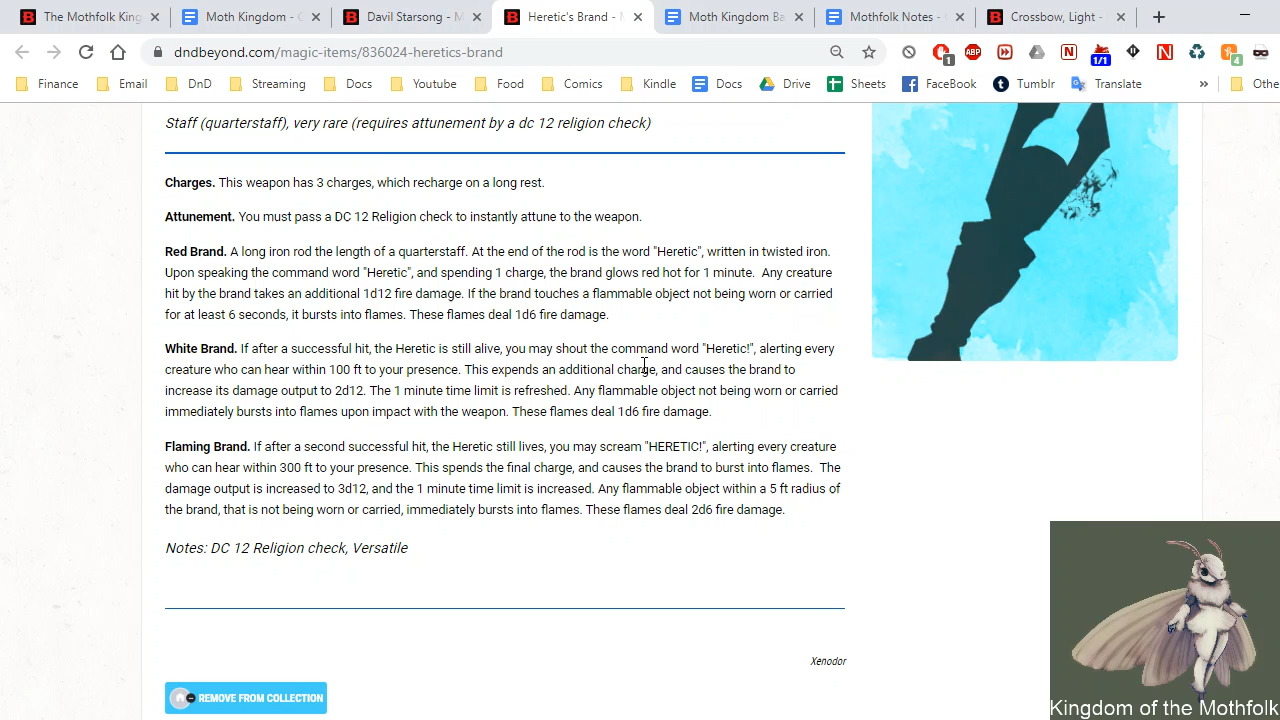 The Mothfolk King
Moth Kingdom -
Davil Starsong - M
Heretic's Brand - M
Moth Kingdom Ba
Mothfolk Notes -
Crossbow, Light -
dndbeyond.com/magic-items/836024-heretics-brand
ABP
N
N
1
1/1
4
Finance
Email
DnD
Streaming
Docs
Youtube
Food
Comics
Kindle
Docs
Drive
Sheets
FaceBook
Tumblr
Translate
»
Othe
Staff (quarterstaff), very rare (requires attunement by a dc 12 religion check)
Charges. This weapon has 3 charges, which recharge on a long rest.
Attunement. You must pass a DC 12 Religion check to instantly attune to the weapon.
Red Brand. A long iron rod the length of a quarterstaff. At the end of the rod is the word "Heretic", written in twisted iron.
Upon speaking the command word "Heretic", and spending 1 charge, the brand glows red hot for 1 minute. Any creature
hit by the brand takes an additional 1d12 fire damage. If the brand touches a flammable object not being worn or carried
for at least 6 seconds, it bursts into flames. These flames deal 1d6 fire damage.
White Brand. If after a successful hit, the Heretic is still alive, you may shout the command word "Heretic!", alerting every
creature who can hear within 100 ft to your presence. This expends an additional charge, and causes the brand to
increase its damage output to 2d12. The 1 minute time limit is refreshed. Any flammable object not being worn or carried
immediately bursts into flames upon impact with the weapon. These flames deal 1d6 fire damage.
Flaming Brand. If after a second successful hit, the Heretic still lives, you may scream "HERETIC!", alerting every creature
who can hear within 300 ft to your presence. This spends the final charge, and causes the brand to burst into flames. The
damage output is increased to 3d12, and the 1 minute time limit is increased. Any flammable object within a 5 ft radius of
the brand, that is not being worn or carried, immediately bursts into flames. These flames deal 2d6 fire damage.
Notes: DC 12 Religion check, Versatile
Xenodor
REMOVE FROM COLLECTION
Kingdom of the Mothfolk